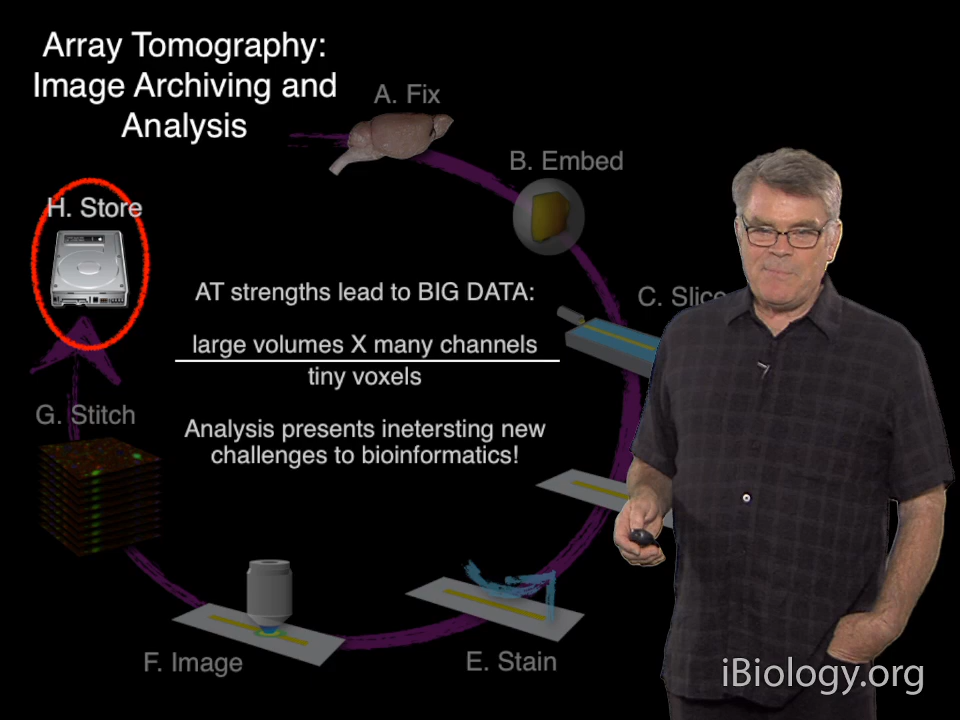 Array Tomography:
Image Archiving and
Analysis
A. Fix
B. Embed
H. Store
C. Slice
AT strengths lead to BIG DATA:
large volumes X many channels
tiny voxels
G. Stitch
Analysis presents inetersting new
challenges to bioinformatics!
F. Image
E. Stain
iBiology.org